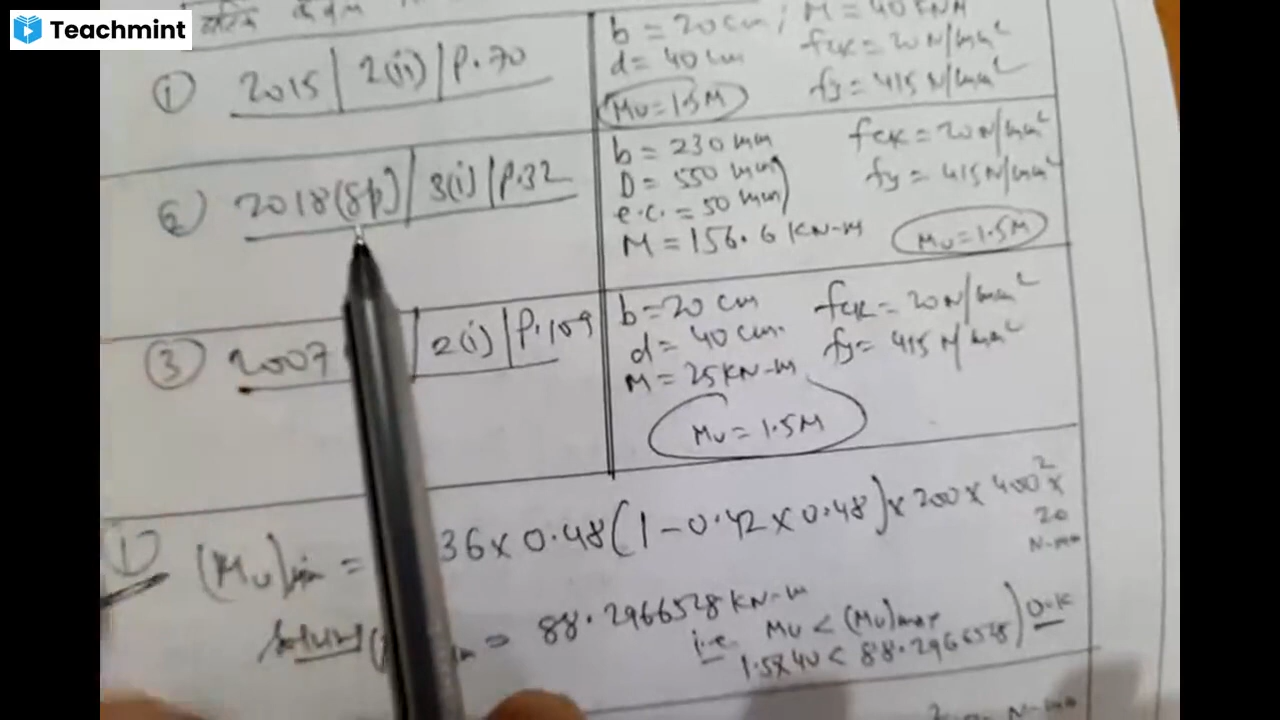 Teachmint
① 2015 | 2(ii) | P.70
b = 20 cm, M = 40 KNM
d = 40 cm fck = 20 N/mm²
Mu = 1.5M fy = 415 N/mm²
② 2018(Sp) | 3(i) | P.32
b = 230 mm fck = 20 N/mm²
D = 550 mm fy = 415 N/mm²
e.c. = 50 mm
M = 156.6 KN-m Mu = 1.5M
③ 2007 | 2(i) | P.109
b = 20 cm fck = 20 N/mm²
d = 40 cm. fy = 415 N/mm²
M = 25 KN-m
Mu = 1.5M
① (Mu)lim = 36 x 0.48 (1 - 0.42 x 0.48) x 200 x 400² x
20
N-mm
= 88.2966528 KN-m
i.e. Mu < (Mu)max
1.5 x 40 < 88.2966528) O.K